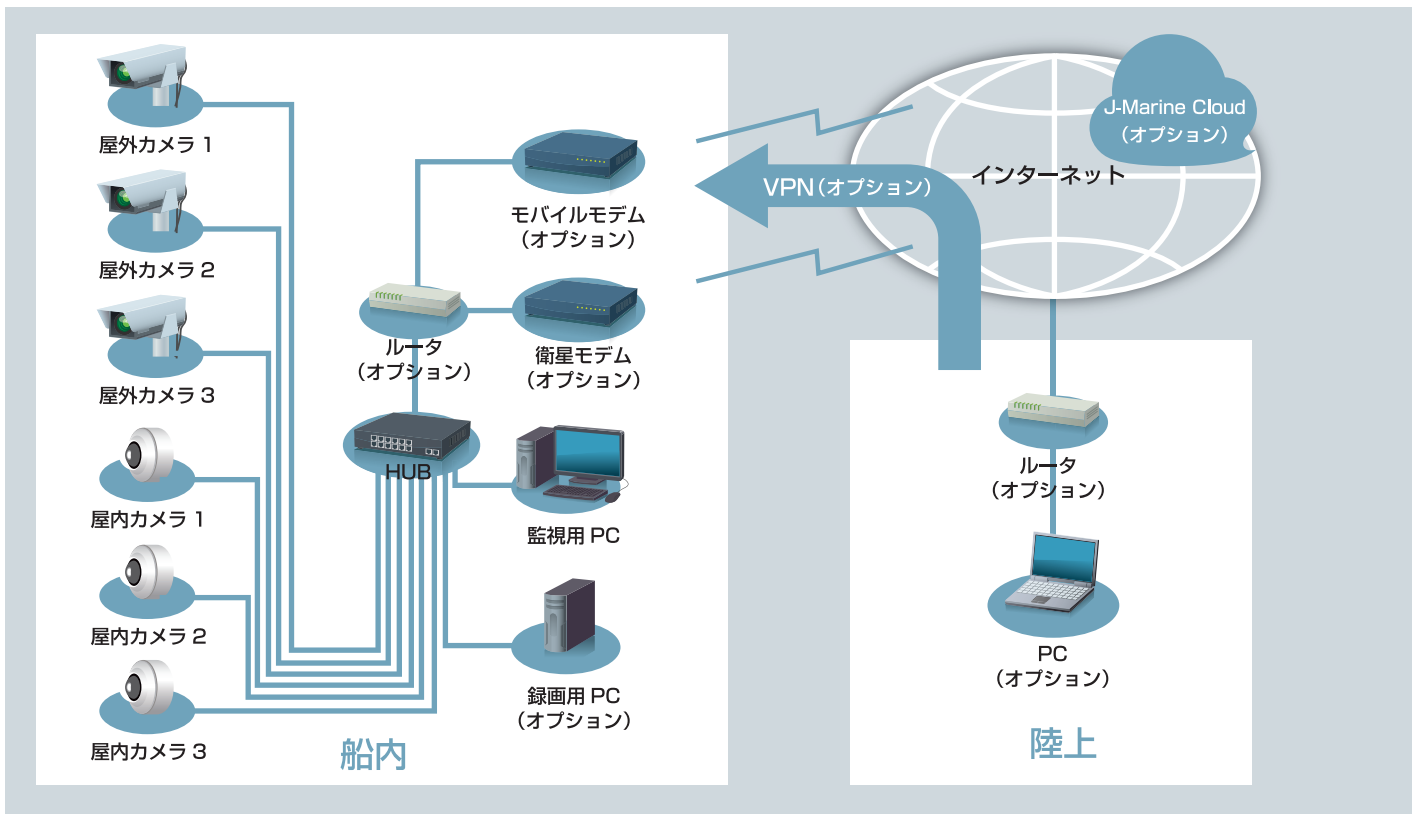 屋外カメラ 1
屋外カメラ 2
屋外カメラ 3
屋内カメラ 1
屋内カメラ 2
屋内カメラ 3
モバイルモデム
(オプション)
ルータ
(オプション)
衛星モデム
(オプション)
HUB
監視用 PC
録画用 PC
(オプション)
船内
VPN(オプション)
インターネット
J-Marine Cloud
(オプション)
ルータ
(オプション)
PC
(オプション)
陸上